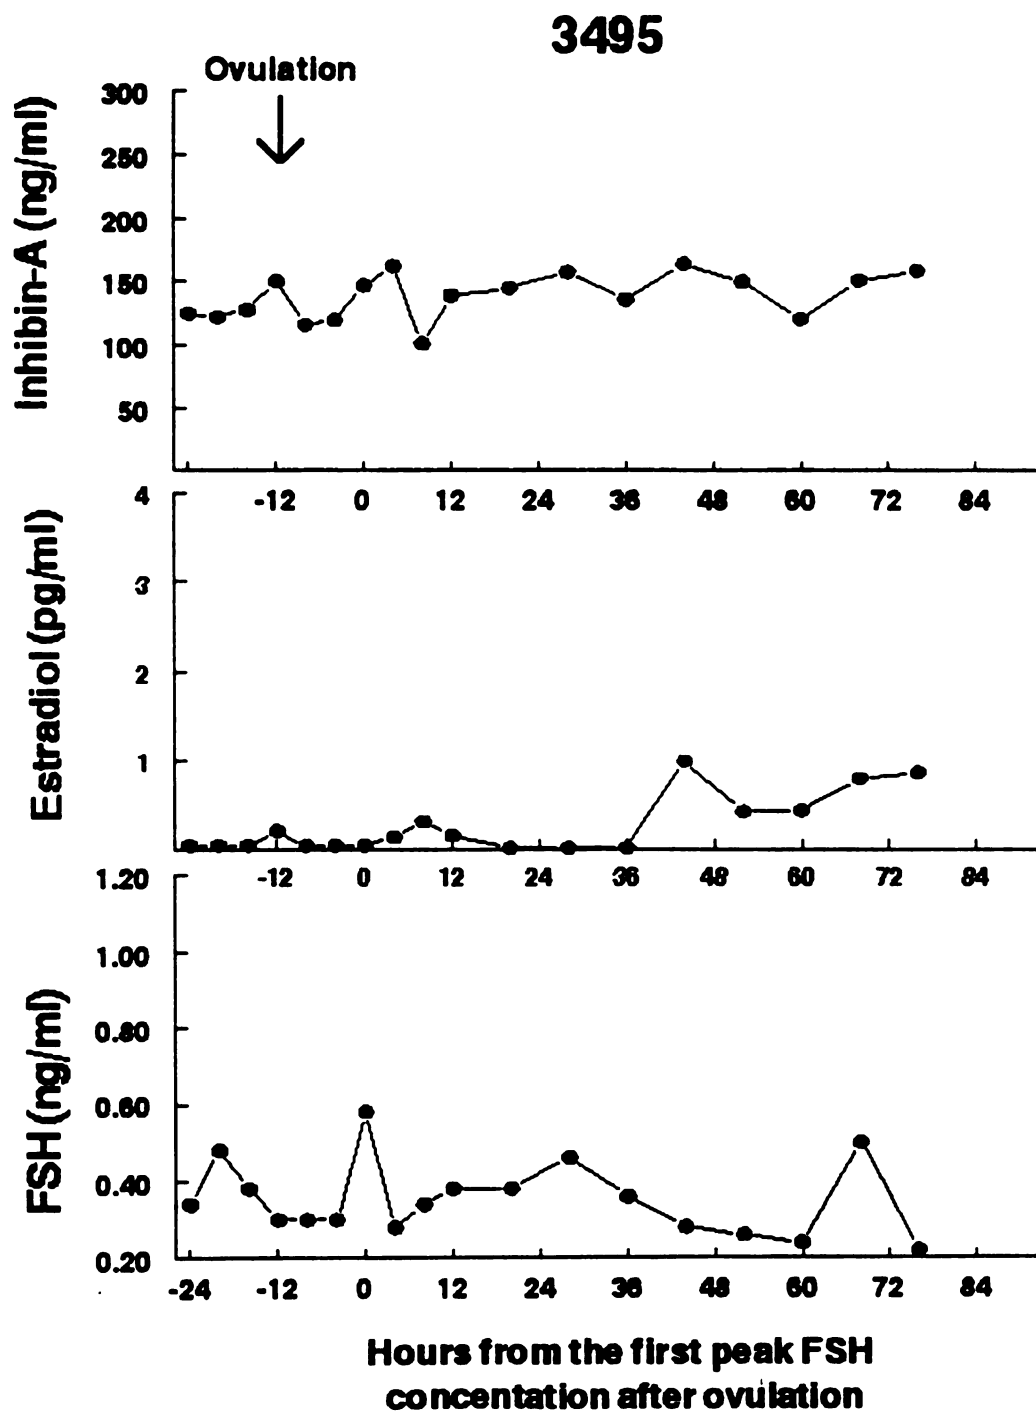 3495
Ovulation
Inhibin-A (ng/ml)
300
250
200
150
100
50
-12 0 12 24 36 48 60 72 84
Estradiol (pg/ml)
4
3
2
1
-12 0 12 24 36 48 60 72 84
FSH (ng/ml)
1.20
1.00
0.80
0.60
0.40
0.20
-24 -12 0 12 24 36 48 60 72 84
Hours from the first peak FSH
concentation after ovulation